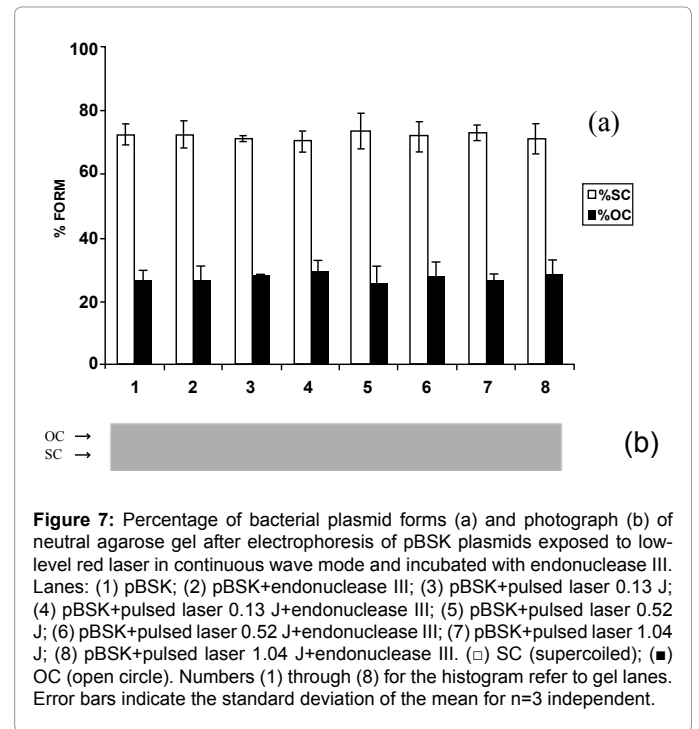 100
80
60
40
20
0
% FORM
(a)
□%SC
■%OC
1 2 3 4 5 6 7 8
OC →
SC →
(b)
Figure 7: Percentage of bacterial plasmid forms (a) and photograph (b) of
neutral agarose gel after electrophoresis of pBSK plasmids exposed to low-
level red laser in continuous wave mode and incubated with endonuclease III.
Lanes: (1) pBSK; (2) pBSK+endonuclease III; (3) pBSK+pulsed laser 0.13 J;
(4) pBSK+pulsed laser 0.13 J+endonuclease III; (5) pBSK+pulsed laser 0.52
J; (6) pBSK+pulsed laser 0.52 J+endonuclease III; (7) pBSK+pulsed laser 1.04
J; (8) pBSK+pulsed laser 1.04 J+endonuclease III. (□) SC (supercoiled); (■)
OC (open circle). Numbers (1) through (8) for the histogram refer to gel lanes.
Error bars indicate the standard deviation of the mean for n=3 independent.